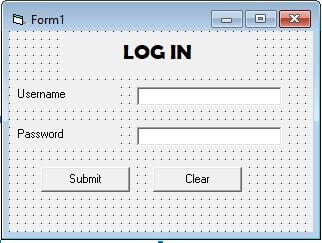 Form1
LOG IN
Username
Password
Submit Clear